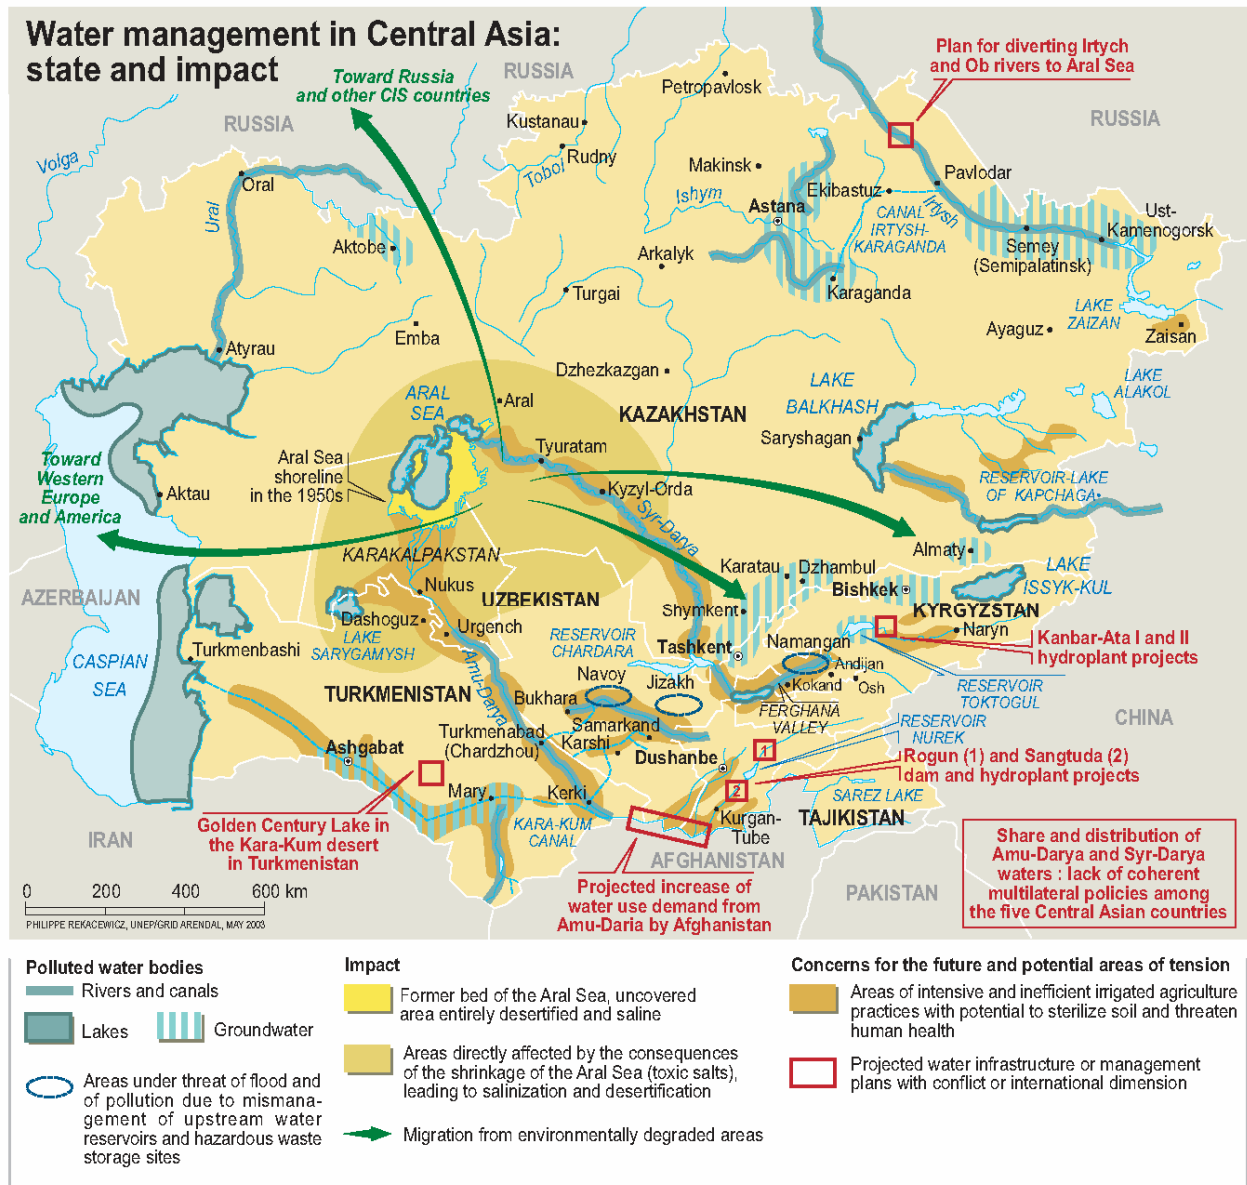 Water management in Central Asia:
state and impact
Toward Russia
and other CIS countries
RUSSIA
RUSSIA
RUSSIA
Plan for diverting Irtych
and Ob rivers to Aral Sea
Petropavlosk
Kustanau
Rudny
Tobol
Volga
Oral
Ural
Makinsk
Ishym
Astana
Ekibastuz
Pavlodar
Irtysh
CANAL
IRTYSH-
KARAGANDA
Ust-
Kamenogorsk
Semey
(Semipalatinsk)
Aktobe
Arkalyk
Karaganda
Turgai
LAKE
ZAIZAN
Ayaguz
Zaisan
Emba
Atyrau
Dzhezkazgan
LAKE
BALKHASH
LAKE
ALAKOL
ARAL
SEA
Aral
KAZAKHSTAN
Saryshagan
Tyuratam
Aral Sea
shoreline
in the 1950s
Toward
Western
Europe
and America
Aktau
Kyzyl-Orda
Syr-Darya
RESERVOIR-LAKE
OF KAPCHAGA
KARAKALPAKSTAN
Almaty
Karatau
Dzhambul
Bishkek
LAKE
ISSYK-KUL
AZERBAIJAN
Nukus
UZBEKISTAN
Shymkent
KYRGYZSTAN
Naryn
Dashoguz
Urgench
LAKE
SARYGAMYSH
RESERVOIR
CHARDARA
Tashkent
Namangan
Kanbar-Ata I and II
hydroplant projects
Turkmenbashi
CASPIAN
SEA
Amu-Darya
Navoy
Jizakh
Andijan
Kokand
Osh
RESERVOIR
TOKTOGUL
TURKMENISTAN
Bukhara
FERGHANA
VALLEY
CHINA
Samarkand
Turkmenabad
(Chardzhou)
Karshi
RESERVOIR
NUREK
Ashgabat
Dushanbe
1
Rogun (1) and Sangtuda (2)
dam and hydroplant projects
2
Mary
Kerki
SAREZ LAKE
Kurgan-
Tube
TAJIKISTAN
Golden Century Lake in
the Kara-Kum desert
in Turkmenistan
KARA-KUM
CANAL
IRAN
AFGHANISTAN
PAKISTAN
Share and distribution of
Amu-Darya and Syr-Darya
waters : lack of coherent
multilateral policies among
the five Central Asian countries
Projected increase of
water use demand from
Amu-Daria by Afghanistan
0 200 400 600 km
PHILIPPE REKACEWICZ, UNEP/GRID ARENDAL, MAY 2003
Polluted water bodies
Rivers and canals
Lakes
Groundwater
Areas under threat of flood and
of pollution due to mismana-
gement of upstream water
reservoirs and hazardous waste
storage sites
Impact
Former bed of the Aral Sea, uncovered
area entirely desertified and saline
Areas directly affected by the consequences
of the shrinkage of the Aral Sea (toxic salts),
leading to salinization and desertification
Migration from environmentally degraded areas
Concerns for the future and potential areas of tension
Areas of intensive and inefficient irrigated agriculture
practices with potential to sterilize soil and threaten
human health
Projected water infrastructure or management
plans with conflict or international dimension